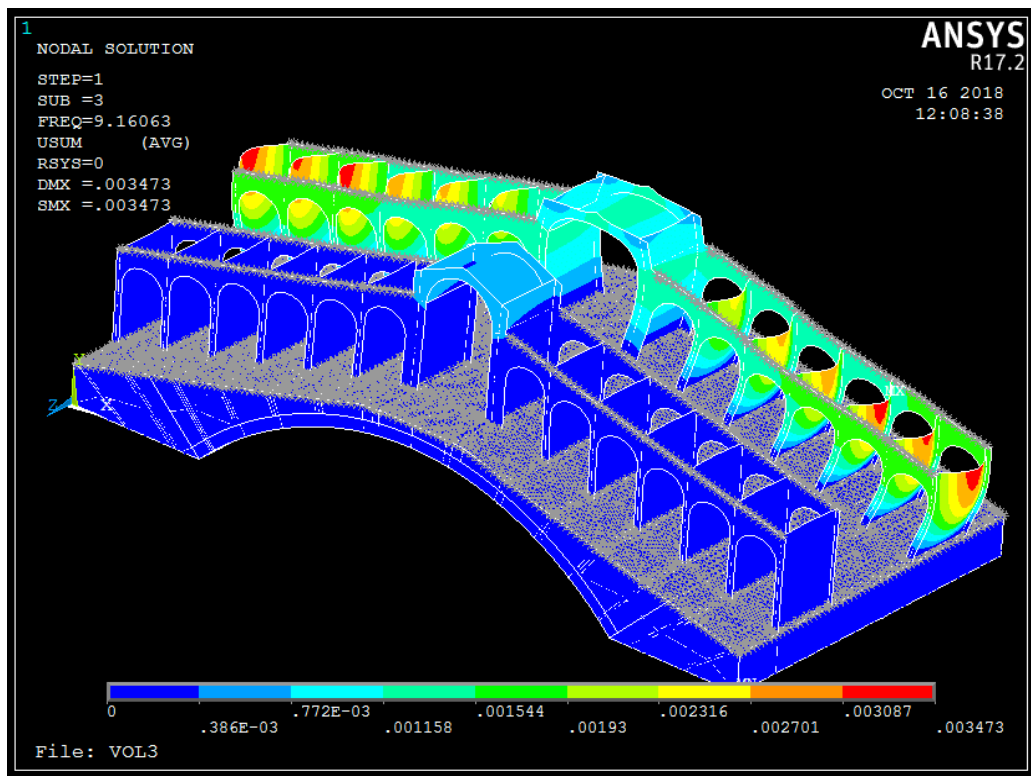 1
NODAL SOLUTION
STEP=1
SUB =3
FREQ=9.16063
USUM (AVG)
RSYS=0
DMX =.003473
SMX =.003473
ANSYS
R17.2
OCT 16 2018
12:08:38
Y
Z X
MX
0 .772E-03 .001544 .002316 .003087
.386E-03 .001158 .00193 .002701 .003473
File: VOL3